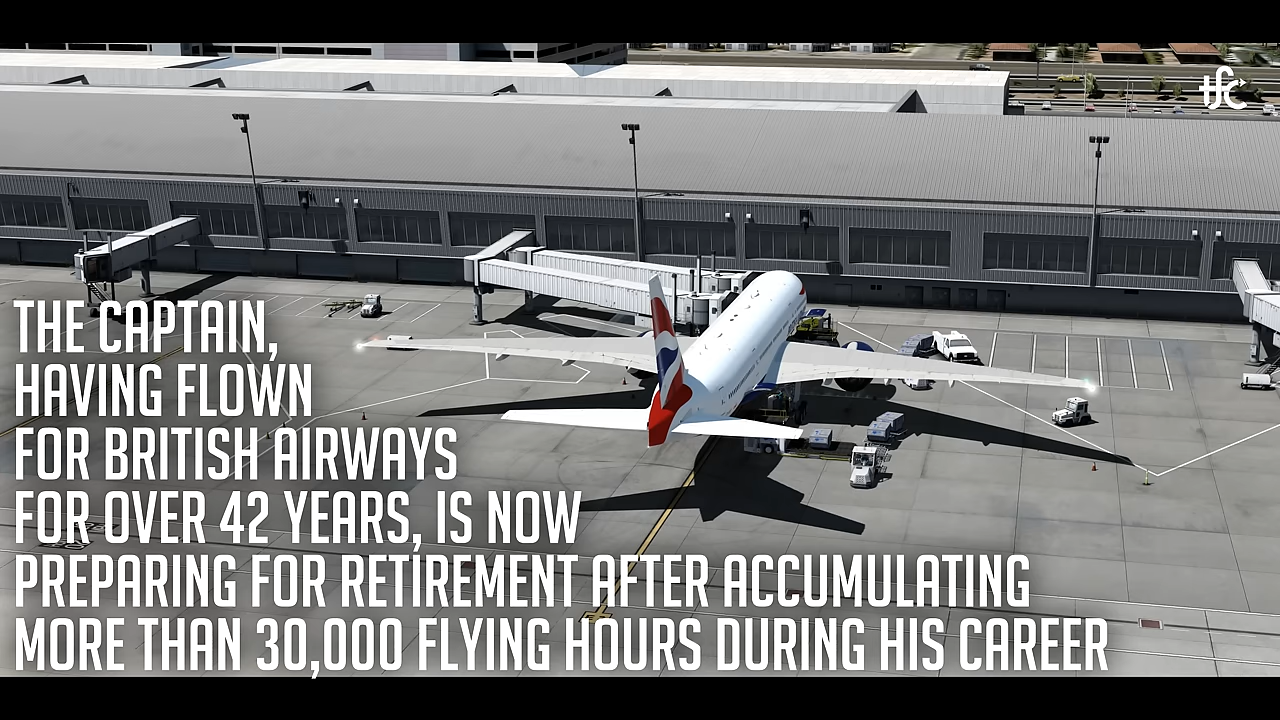 tfc
THE CAPTAIN,
HAVING FLOWN
FOR BRITISH AIRWAYS
FOR OVER 42 YEARS, IS NOW
PREPARING FOR RETIREMENT AFTER ACCUMULATING
MORE THAN 30,000 FLYING HOURS DURING HIS CAREER